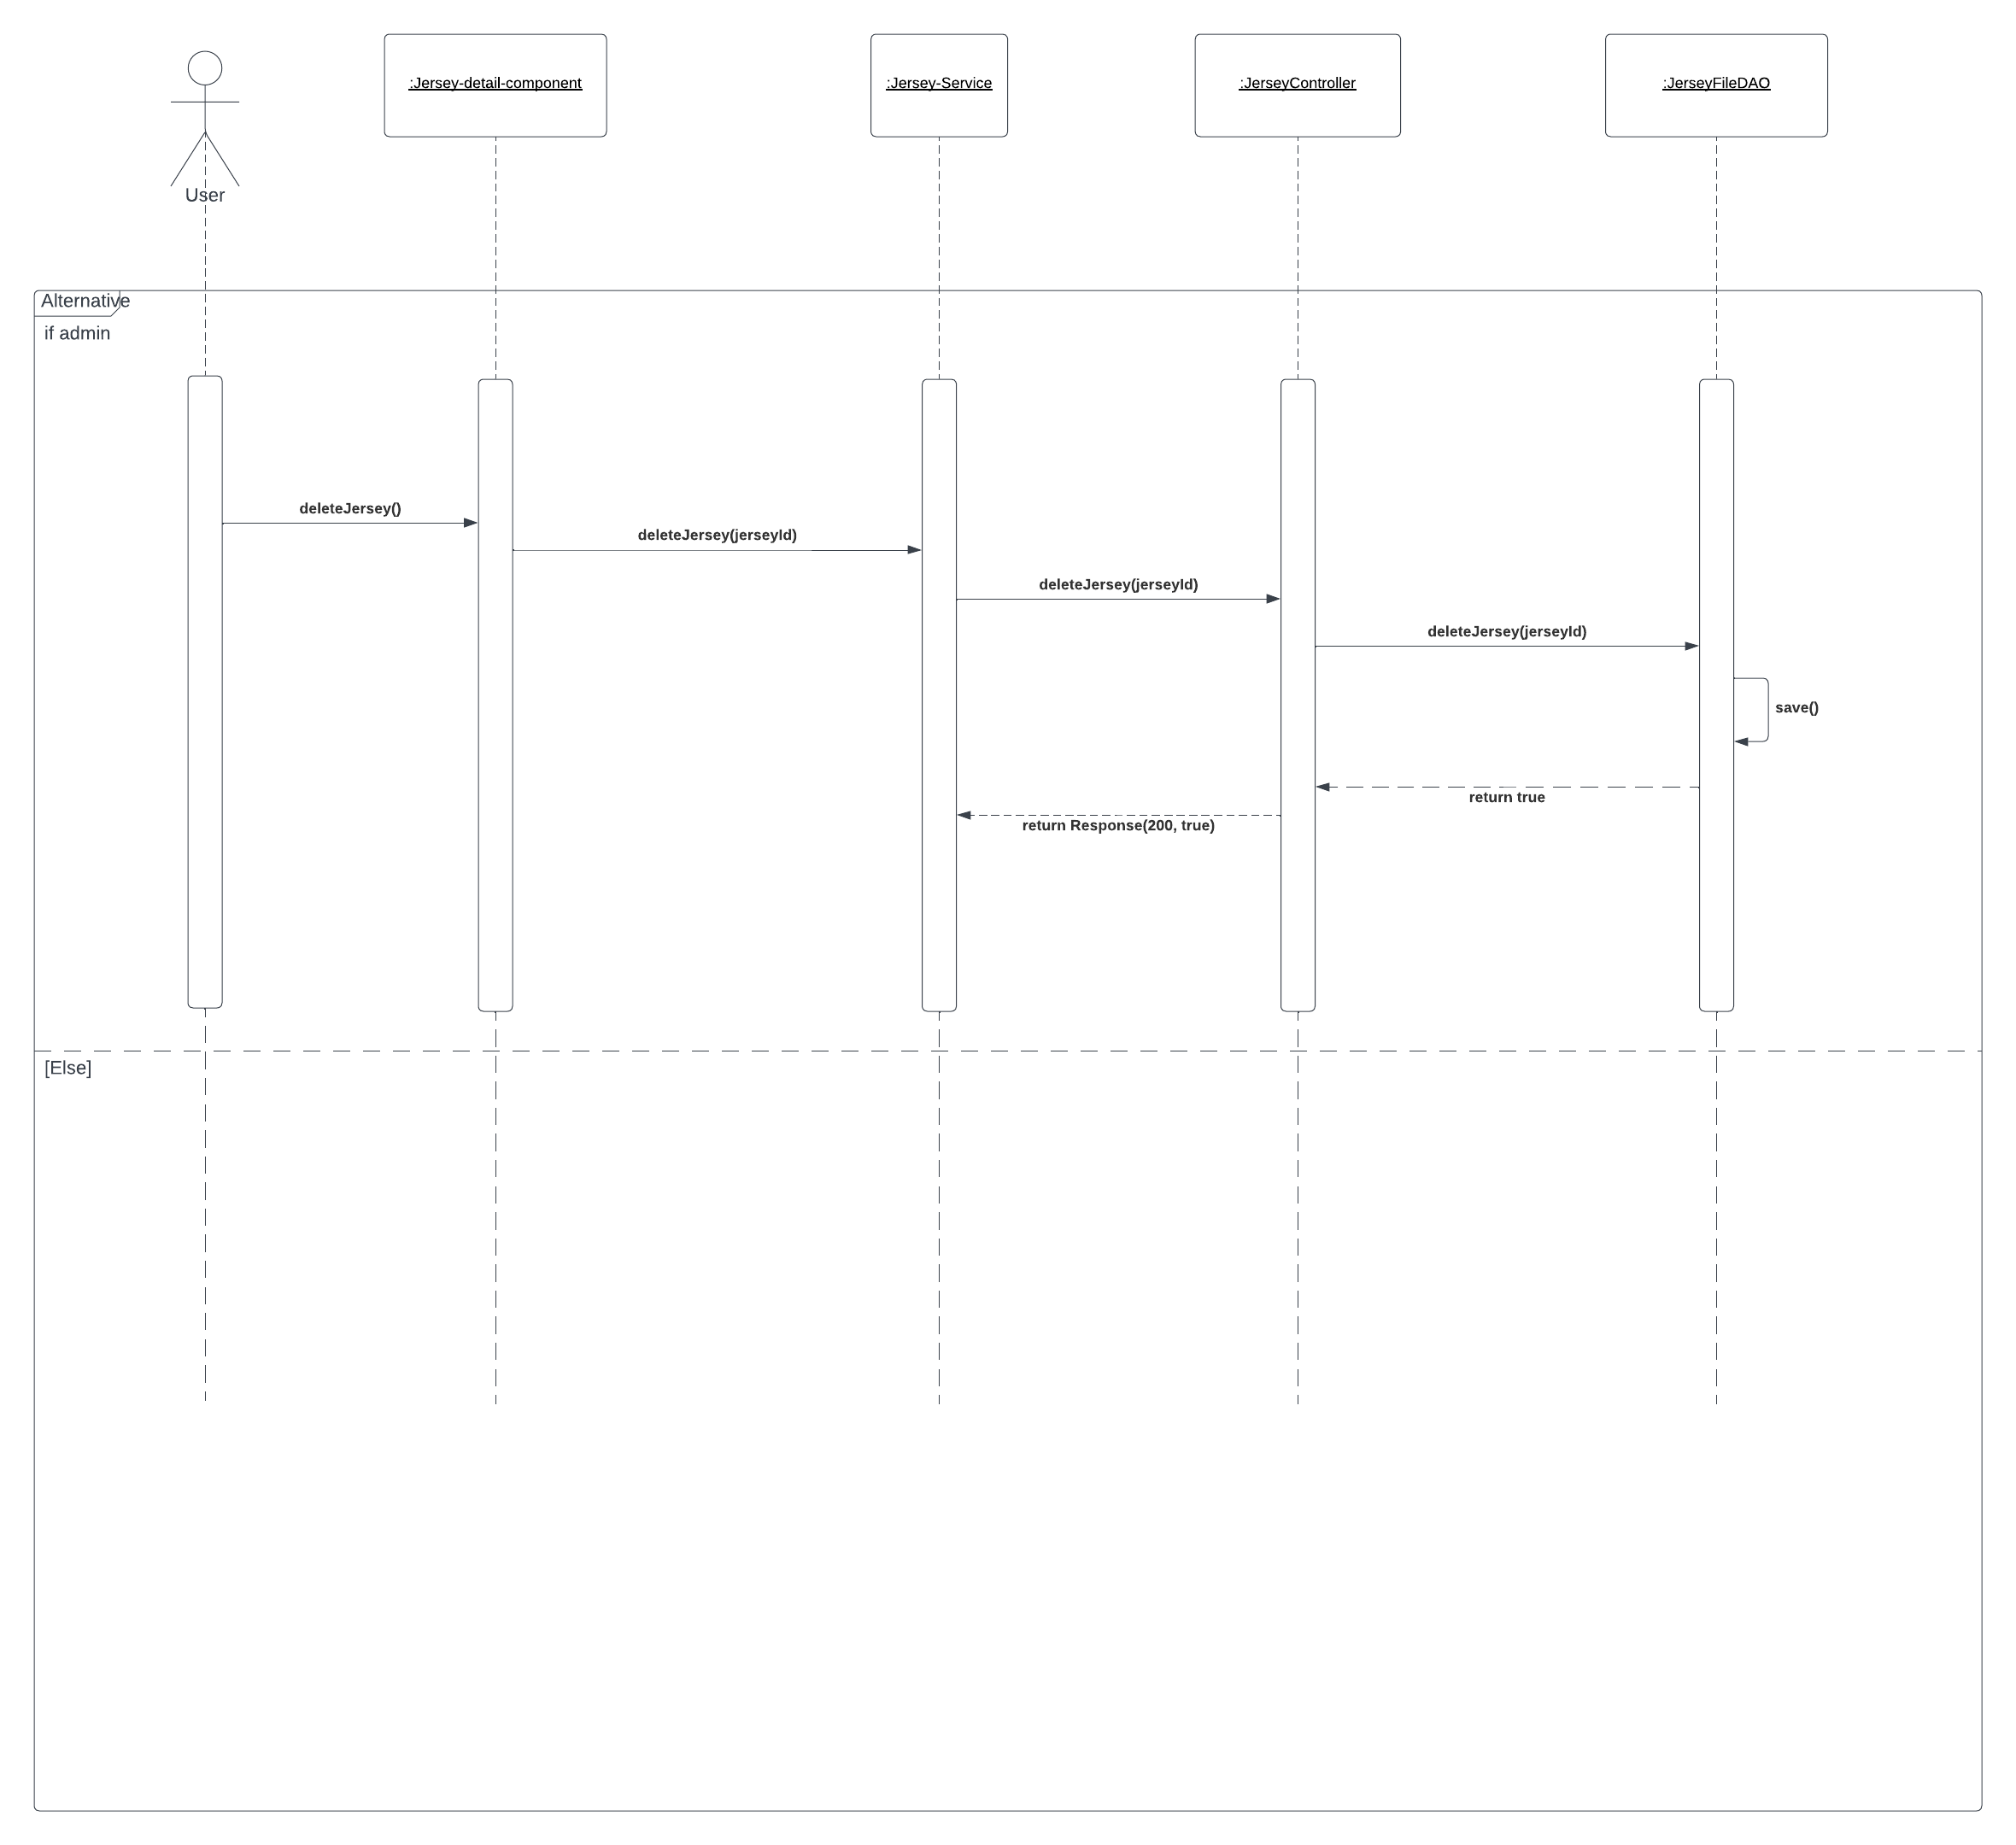 User
:Jersey-detail-component
:Jersey-Service
:JerseyController
:JerseyFileDAO
Alternative
if admin
deleteJersey()
deleteJersey(jerseyId)
deleteJersey(jerseyId)
deleteJersey(jerseyId)
save()
return true
return Response(200, true)
[Else]